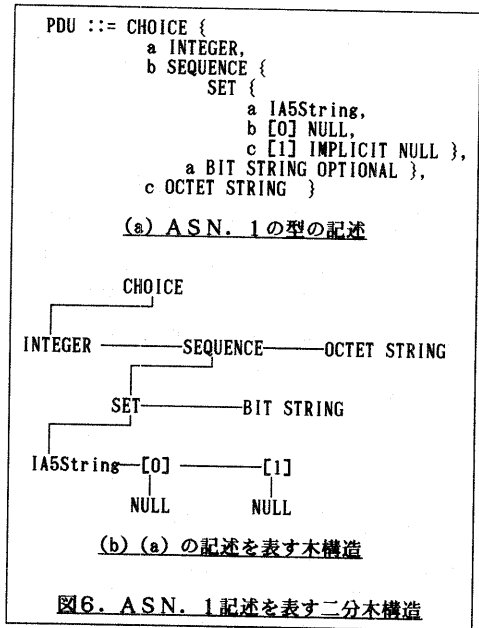 PDU ::= CHOICE {
a INTEGER,
b SEQUENCE {
SET {
a IA5String,
b [0] NULL,
c [1] IMPLICIT NULL },
a BIT STRING OPTIONAL },
c OCTET STRING }
(a) ASN. 1の型の記述
CHOICE
INTEGER SEQUENCE OCTET STRING
SET BIT STRING
IA5String [0] [1]
NULL NULL
(b) (a) の記述を表す木構造
図6. ASN. 1記述を表す二分木構造